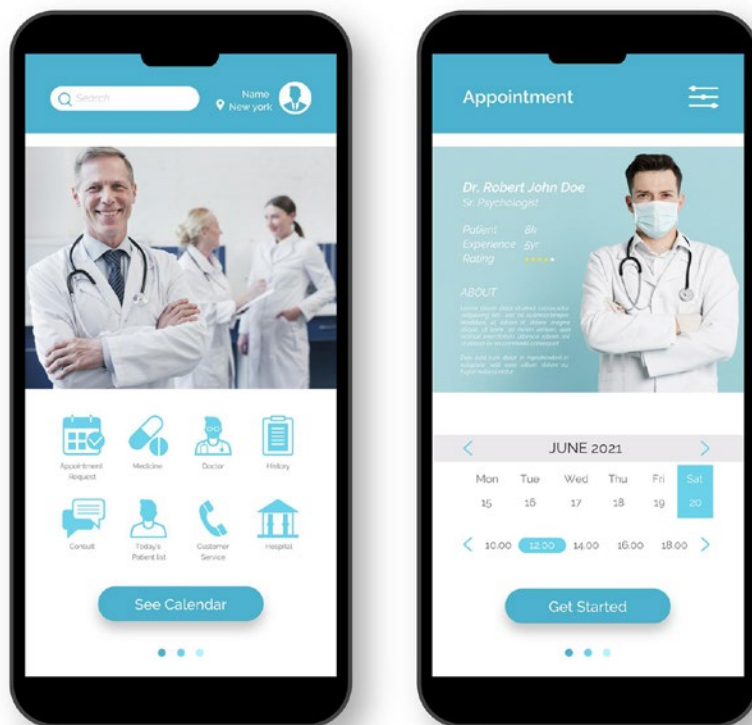 Search
Name
New york
Appointment Request
Medicine
Doctor
History
Consult
Today's Patient list
Customer Service
Hospital
See Calendar
Appointment
Dr. Robert John Doe
Sr. Psychologist
Patient 8k
Experience 5yr
Rating
ABOUT
JUNE 2021
Mon Tue Wed Thu Fri Sat
15 16 17 18 19 20
10.00 12.00 14.00 16.00 18.00
Get Started